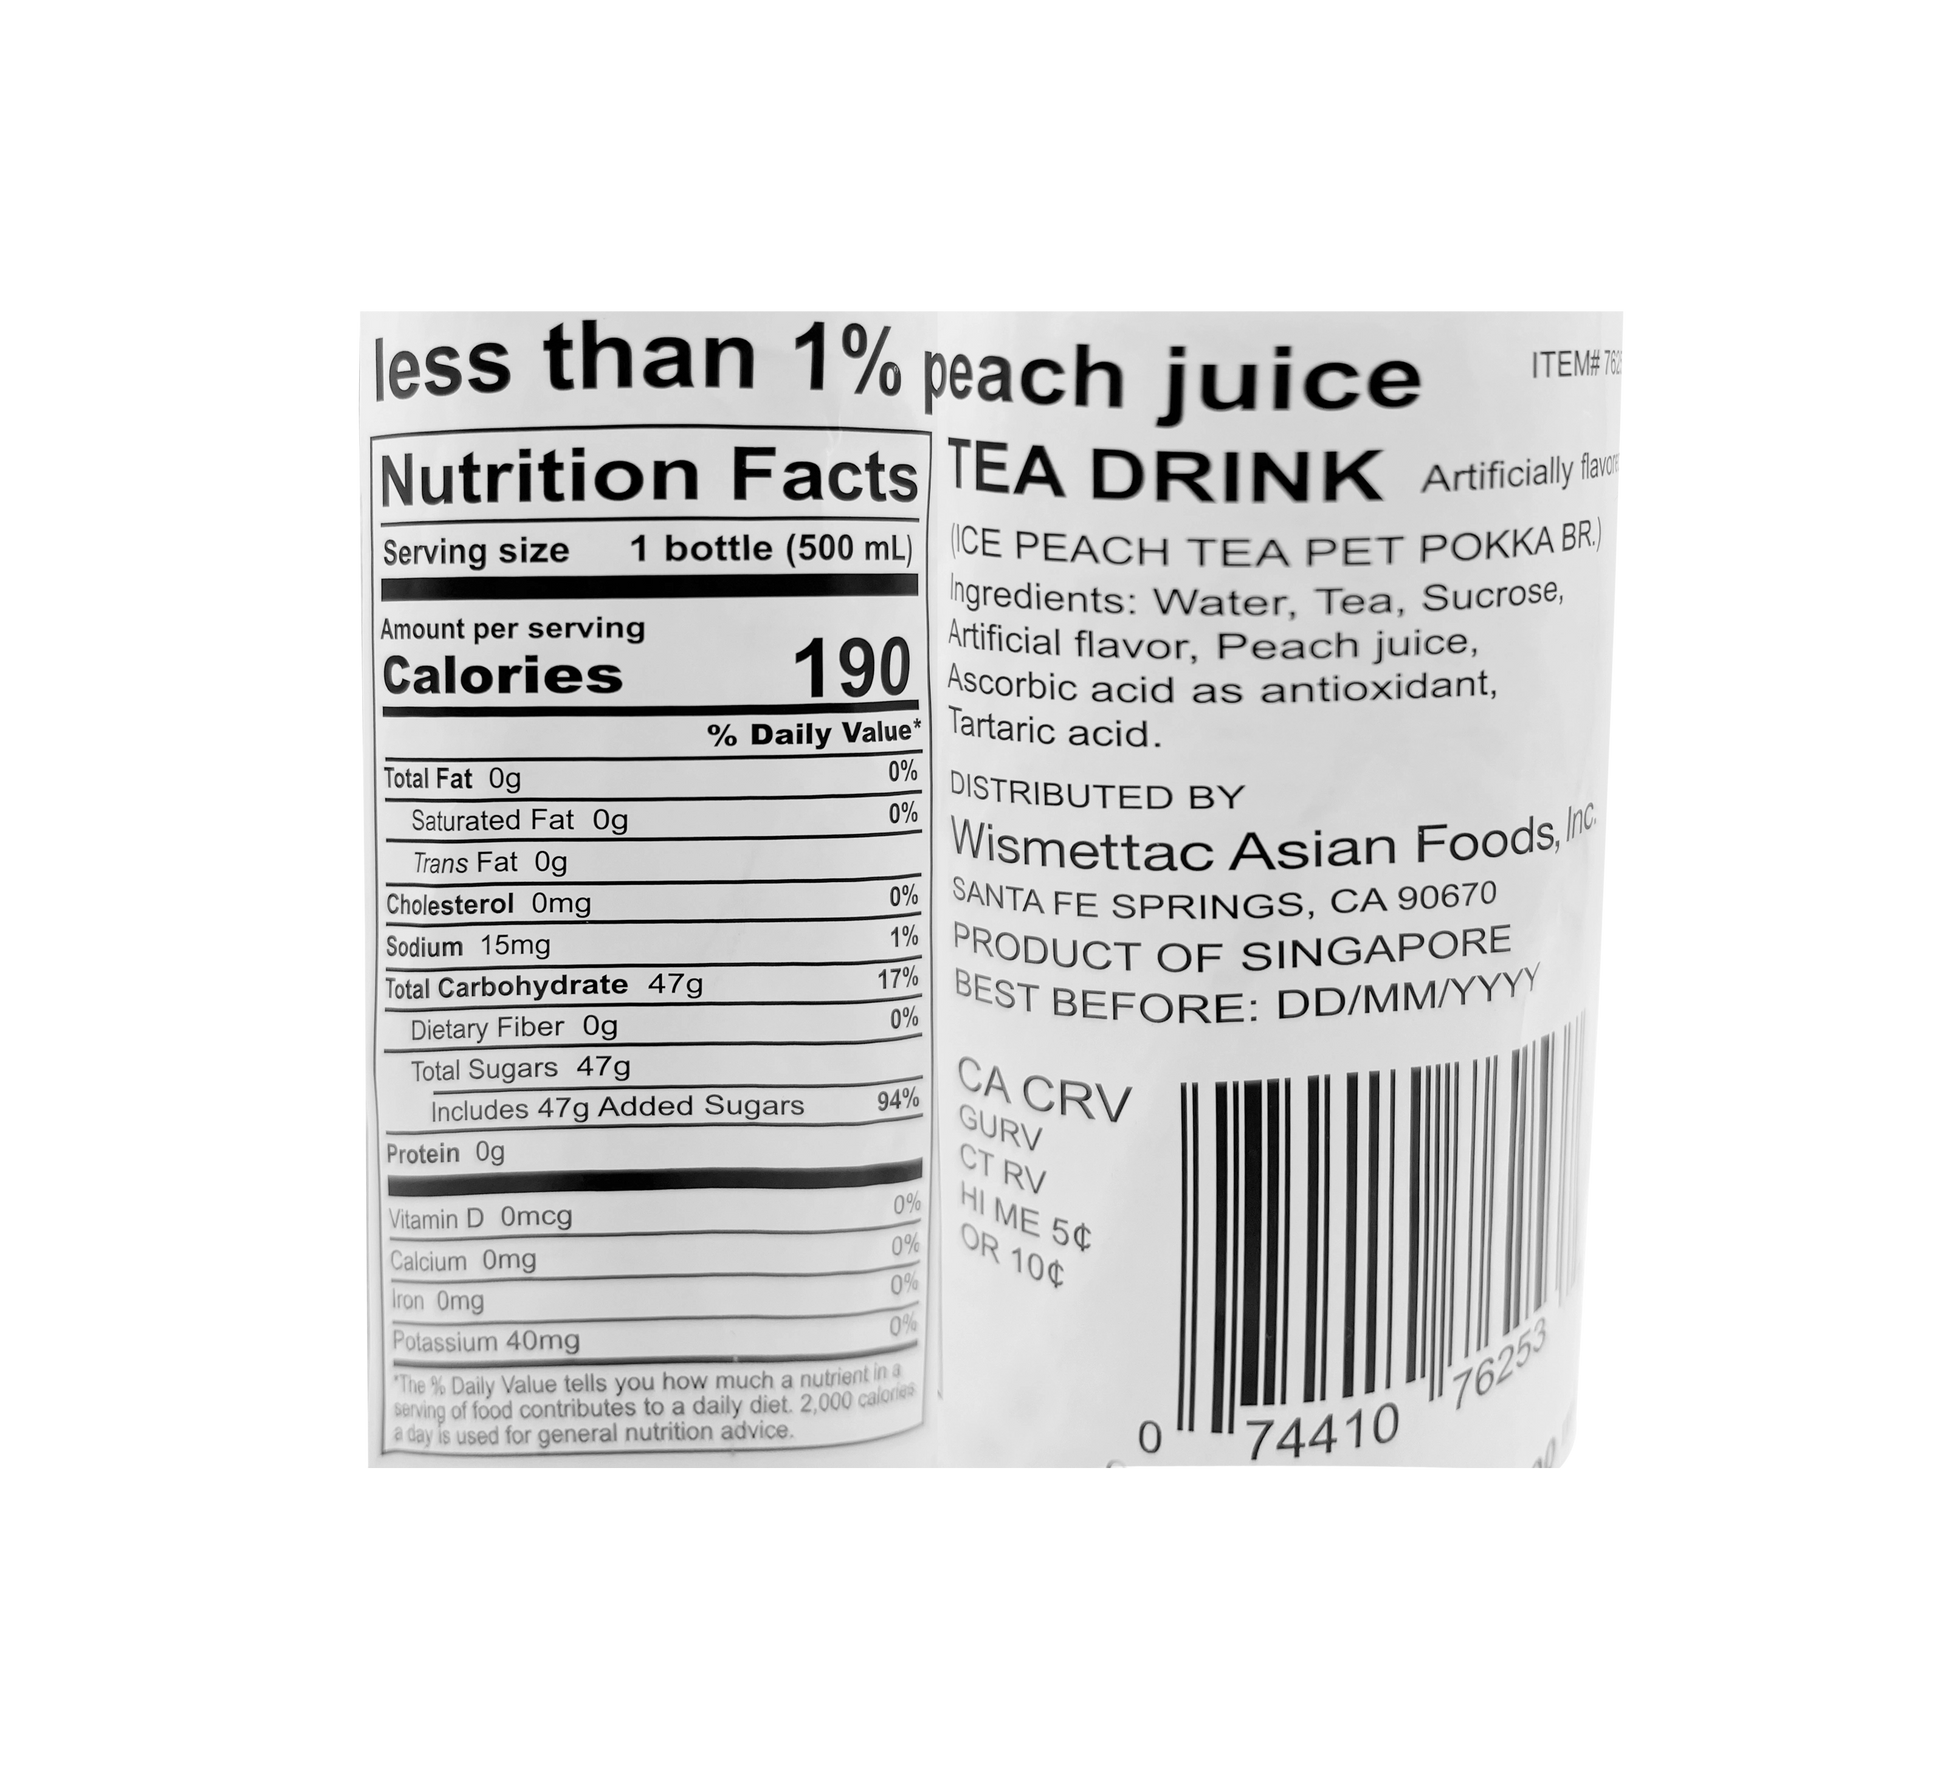 less than 1% peach juice
ITEM#
Nutrition Facts
Serving size 1 bottle (500 mL)
Amount per serving
Calories 190
% Daily Value*
Total Fat 0g 0%
Saturated Fat 0g 0%
Trans Fat 0g
Cholesterol 0mg 0%
Sodium 15mg 1%
Total Carbohydrate 47g 17%
Dietary Fiber 0g 0%
Total Sugars 47g
Includes 47g Added Sugars 94%
Protein 0g
Vitamin D 0mcg 0%
Calcium 0mg 0%
Iron 0mg 0%
Potassium 40mg 0%
*The % Daily Value tells you how much a nutrient in a
serving of food contributes to a daily diet. 2,000 calories
a day is used for general nutrition advice.
TEA DRINK Artificially
(ICE PEACH TEA PET POKKA BR.)
Ingredients: Water, Tea, Sucrose,
Artificial flavor, Peach juice,
Ascorbic acid as antioxidant,
Tartaric acid.
DISTRIBUTED BY
Wismettac Asian Foods, Inc.
SANTA FE SPRINGS, CA 90670
PRODUCT OF SINGAPORE
BEST BEFORE: DD/MM/YYYY
CA CRV
GURV
CT RV
HI ME 5¢
OR 10¢
0 74410 76253